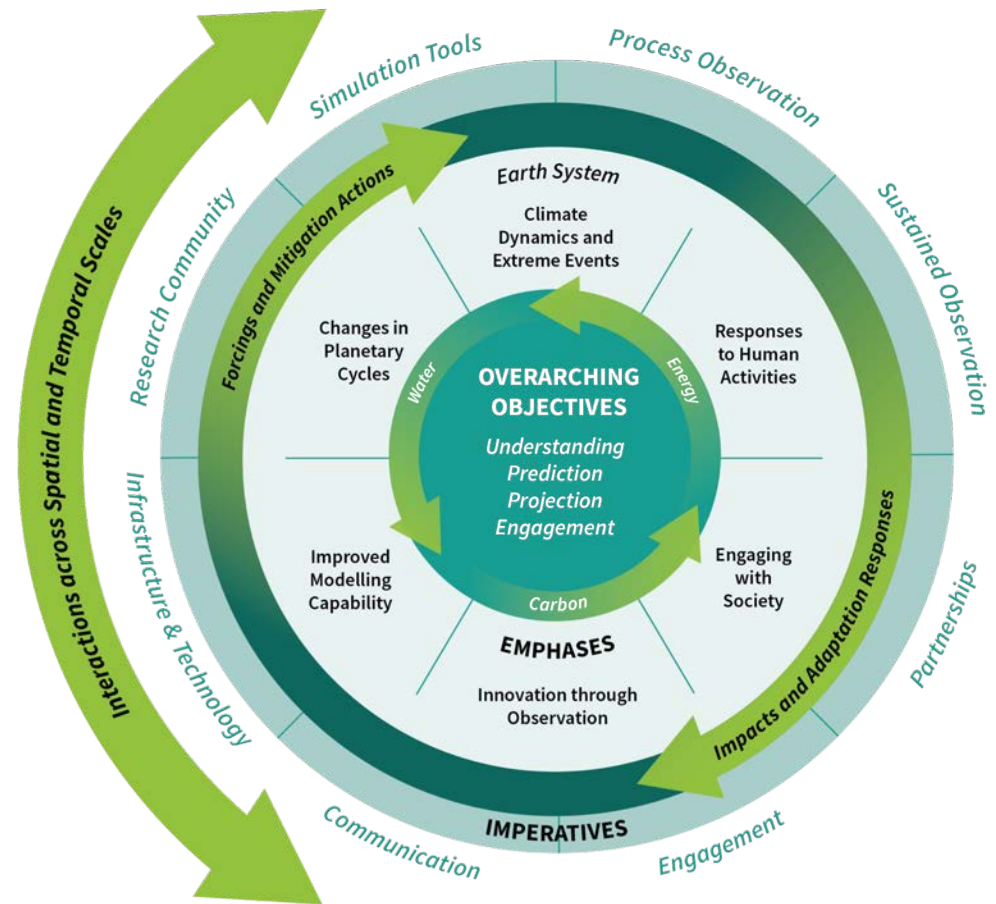 Simulation Tools
Process Observation
Sustained Observation
Partnerships
Engagement
Communication
Infrastructure & Technology
Research Community
Interactions across Spatial and Temporal Scales
Forcings and Mitigation Actions
Impacts and Adaptation Responses
Earth System
Climate
Dynamics and
Extreme Events
Changes in
Planetary
Cycles
Responses
to Human
Activities
Water
Energy
OVERARCHING
OBJECTIVES
Understanding
Prediction
Projection
Engagement
Improved
Modelling
Capability
Engaging
with
Society
Carbon
EMPHASES
Innovation through
Observation
IMPERATIVES